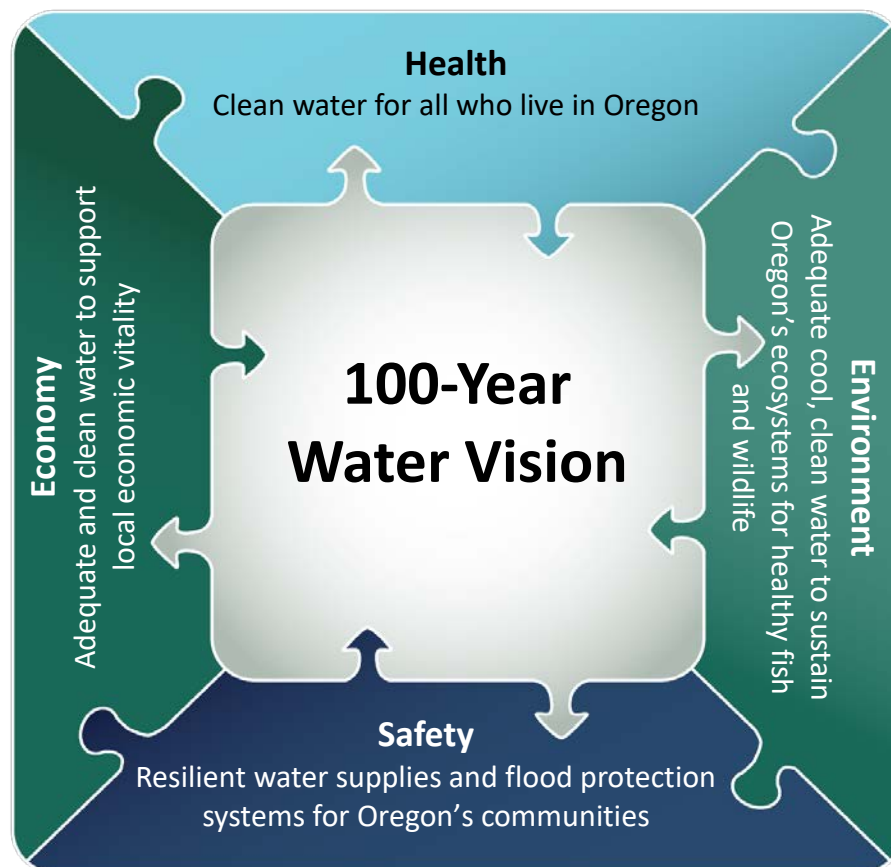 Health
Clean water for all who live in Oregon
Economy
Adequate and clean water to support
local economic vitality
100-Year
Water Vision
Environment
Adequate cool, clean water to sustain
Oregon’s ecosystems for healthy fish
and wildlife
Safety
Resilient water supplies and flood protection
systems for Oregon’s communities